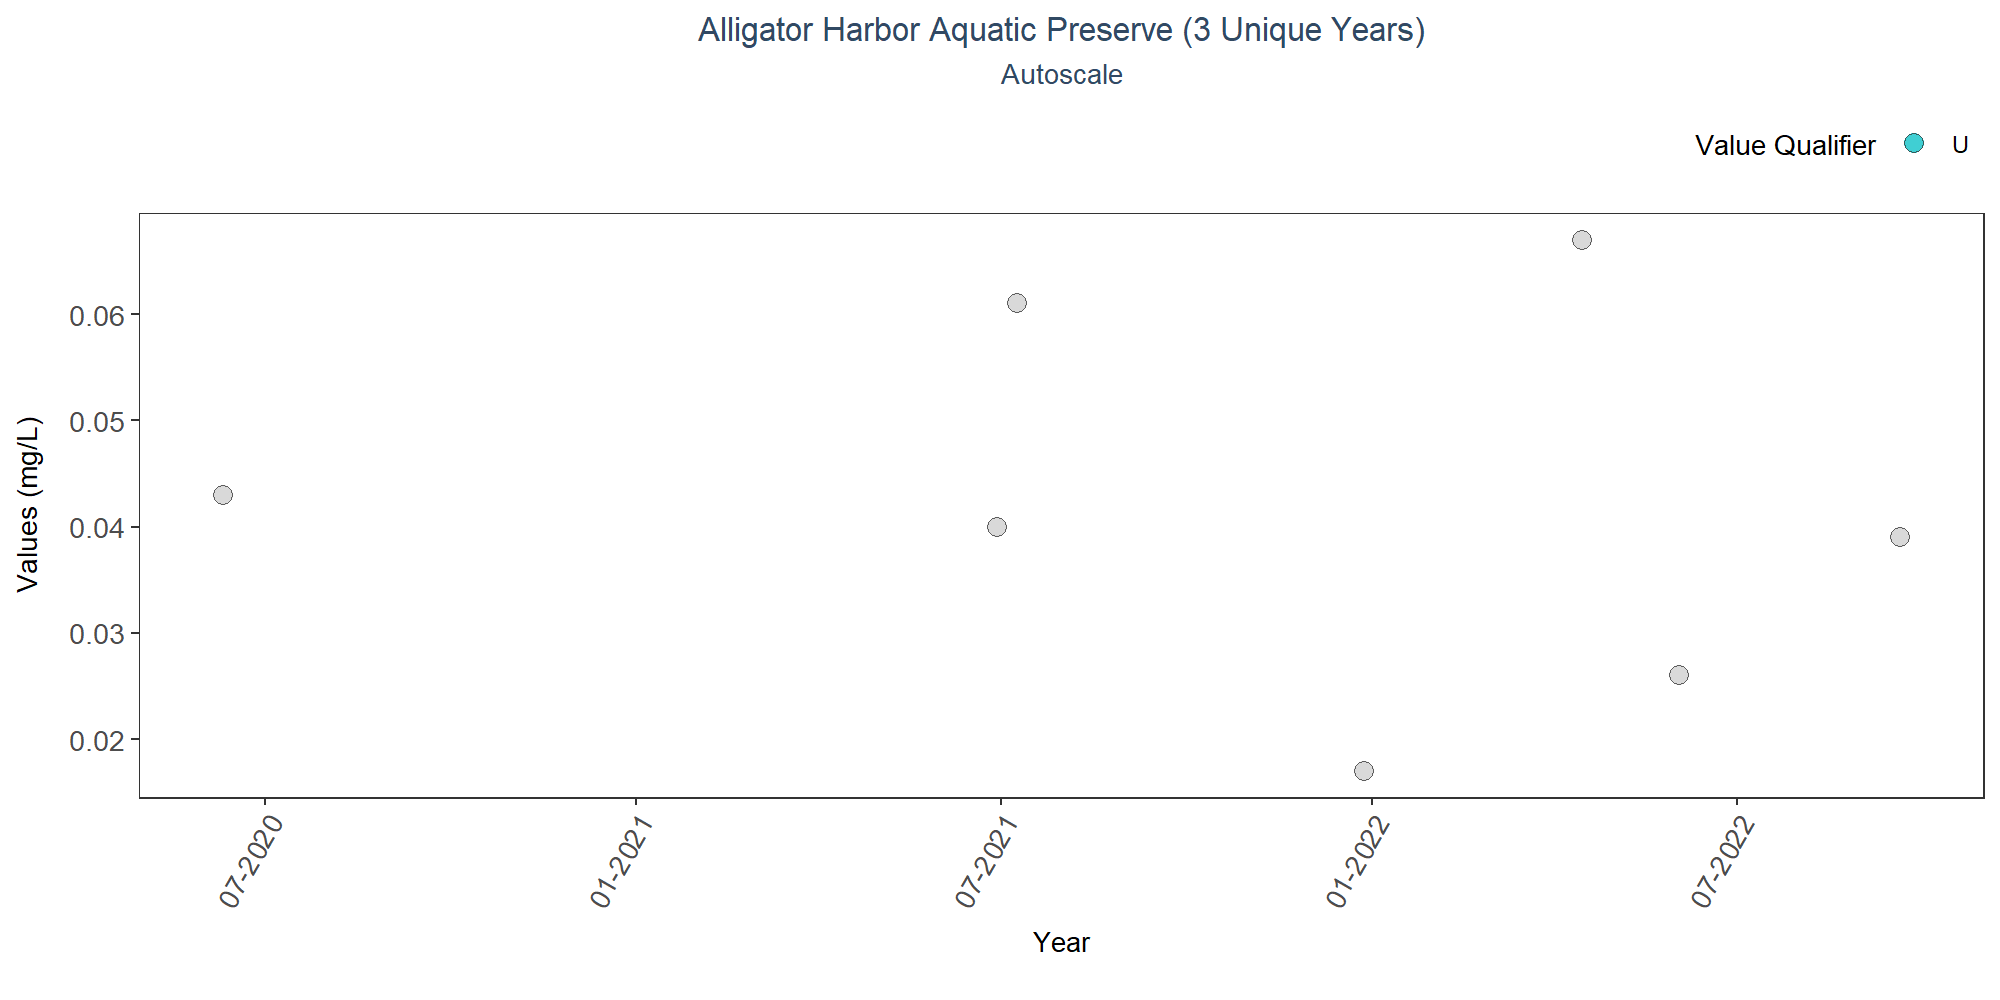 Alligator Harbor Aquatic Preserve (3 Unique Years)
Autoscale
Value Qualifier U
Values (mg/L)
0.06
0.05
0.04
0.03
0.02
07-2020
01-2021
07-2021
01-2022
07-2022
Year